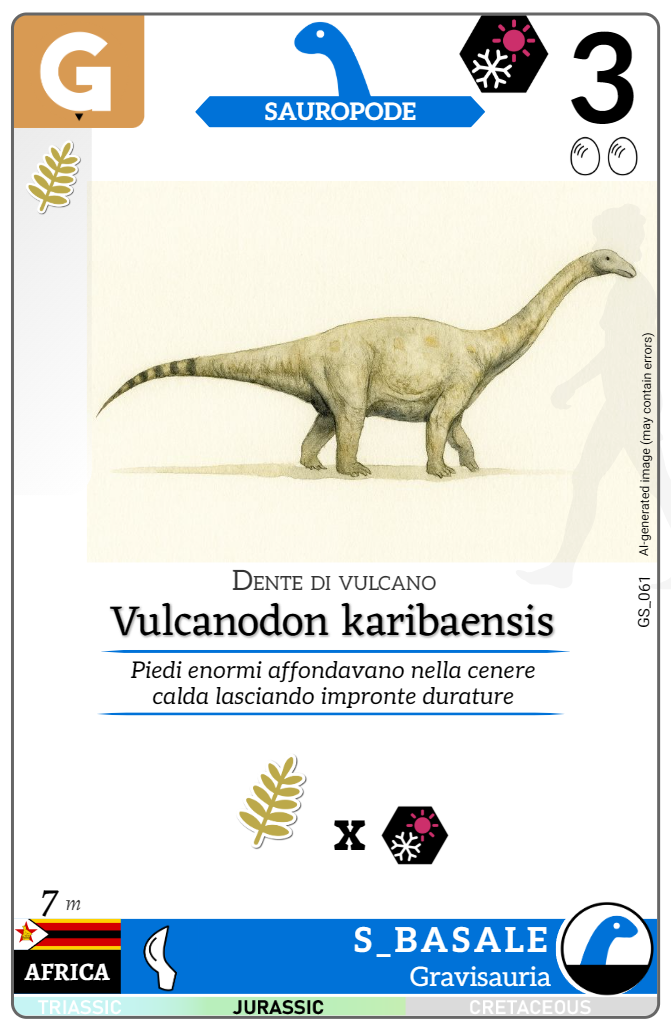 G
SAUROPODE
3
AI-generated image (may contain errors)
GS_061
Dente di vulcano
Vulcanodon karibaensis
Piedi enormi affondavano nella cenere
calda lasciando impronte durature
x
7 m
AFRICA
S_BASALE
Gravisauria
TRIASSIC
JURASSIC
CRETACEOUS